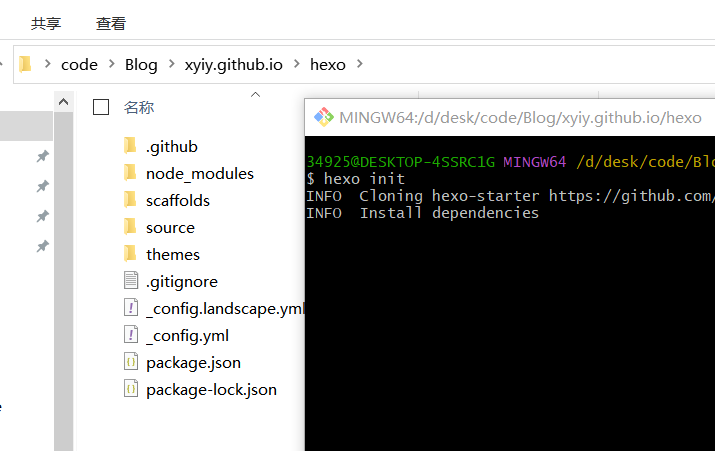 共享 查看
code Blog xyiy.github.io hexo
名称
.github
node_modules
scaffolds
source
themes
.gitignore
_config.landscape.yml
_config.yml
package.json
package-lock.json
MINGW64:/d/desk/code/Blog/xyiy.github.io/hexo
34925@DESKTOP-4SSRC1G MINGW64 /d/desk/code/Blo
$ hexo init
INFO Cloning hexo-starter https://github.com/
INFO Install dependencies